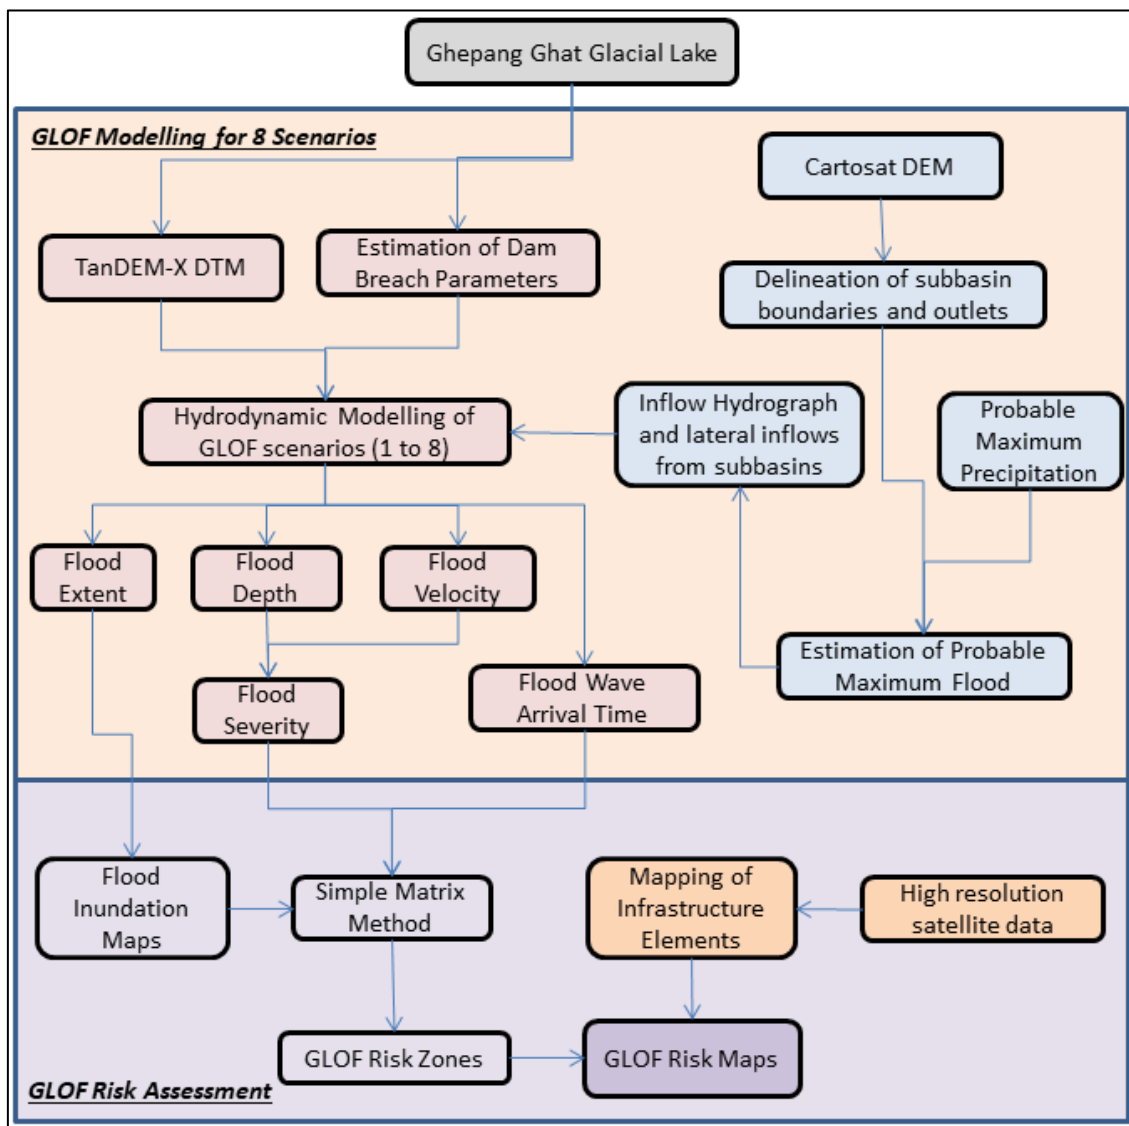 Ghepang Ghat Glacial Lake
GLOF Modelling for 8 Scenarios
Cartosat DEM
TanDEM-X DTM
Estimation of Dam
Breach Parameters
Delineation of subbasin
boundaries and outlets
Hydrodynamic Modelling of
GLOF scenarios (1 to 8)
Inflow Hydrograph
and lateral inflows
from subbasins
Probable
Maximum
Precipitation
Flood
Extent
Flood
Depth
Flood
Velocity
Flood
Severity
Flood Wave
Arrival Time
Estimation of Probable
Maximum Flood
Flood
Inundation
Maps
Simple Matrix
Method
Mapping of
Infrastructure
Elements
High resolution
satellite data
GLOF Risk Zones
GLOF Risk Maps
GLOF Risk Assessment